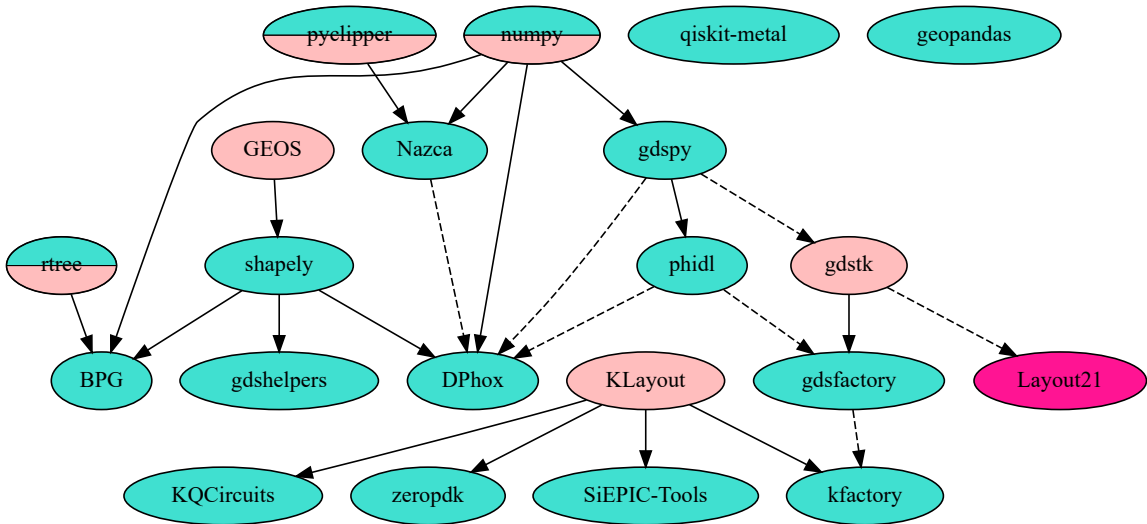 pyclipper
numpy
qiskit-metal
geopandas
GEOS
Nazca
gdspy
rtree
shapely
phidl
gdstk
BPG
gdshelpers
DPhox
KLayout
gdsfactory
Layout21
KQCircuits
zeropdk
SiEPIC-Tools
kfactory